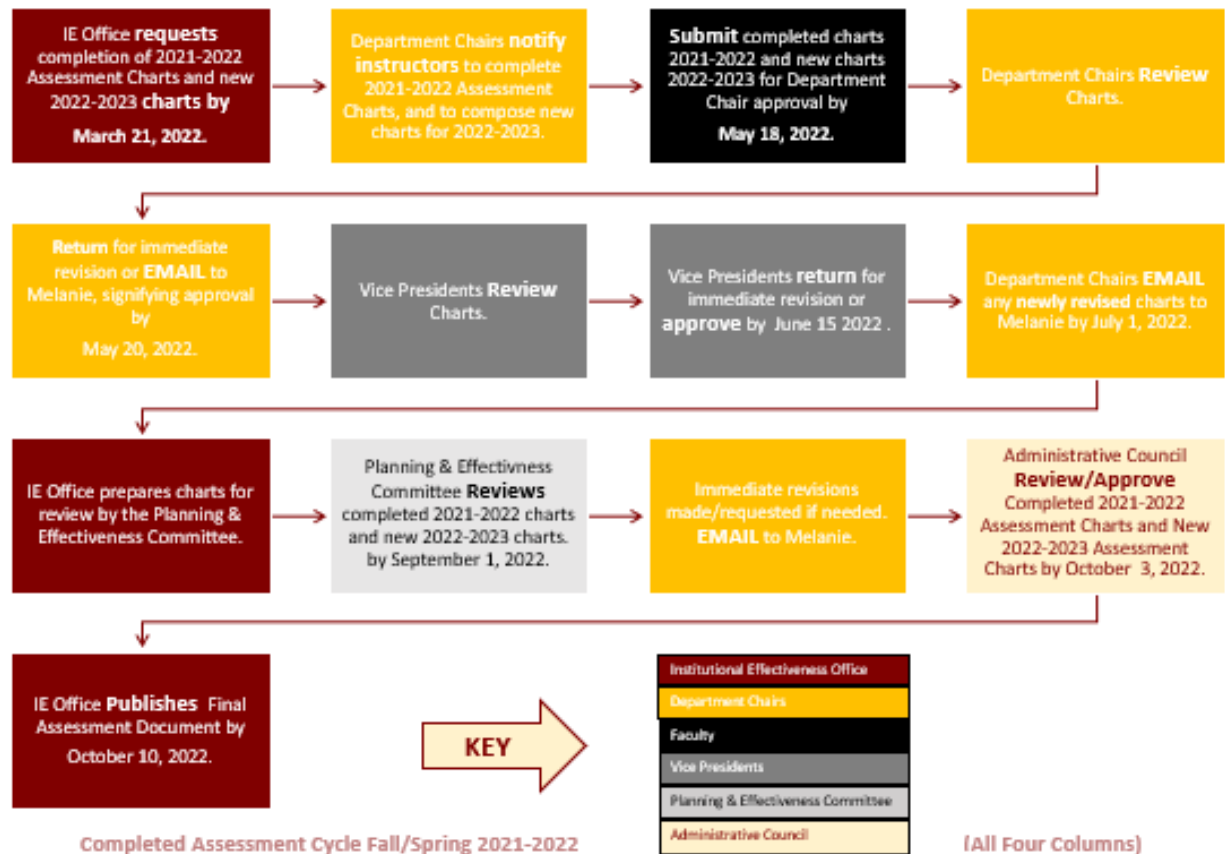 IE Office requests
completion of 2021-2022
Assessment Charts and new
2022-2023 charts by
March 21, 2022.
Department Chairs notify
instructors to complete
2021-2022 Assessment
Charts, and to compose new
charts for 2022-2023.
Submit completed charts
2021-2022 and new charts
2022-2023 for Department
Chair approval by
May 18, 2022.
Department Chairs Review
Charts.
Return for immediate
revision or EMAIL to
Melanie, signifying approval
by
May 20, 2022.
Vice Presidents Review
Charts.
Vice Presidents return for
immediate revision or
approve by June 15 2022 .
Department Chairs EMAIL
any newly revised charts to
Melanie by July 1, 2022.
IE Office prepares charts for
review by the Planning &
Effectiveness Committee.
Planning & Effectivness
Committee Reviews
completed 2021-2022 charts
and new 2022-2023 charts.
by September 1, 2022.
Immediate revisions
made/requested if needed.
EMAIL to Melanie.
Administrative Council
Review/Approve
Completed 2021-2022
Assessment Charts and New
2022-2023 Assessment
Charts by October 3, 2022.
IE Office Publishes Final
Assessment Document by
October 10, 2022.
KEY
Institutional Effectiveness Office
Department Chairs
Faculty
Vice Presidents
Planning & Effectiveness Committee
Administrative Council
Completed Assessment Cycle Fall/Spring 2021-2022
(All Four Columns)